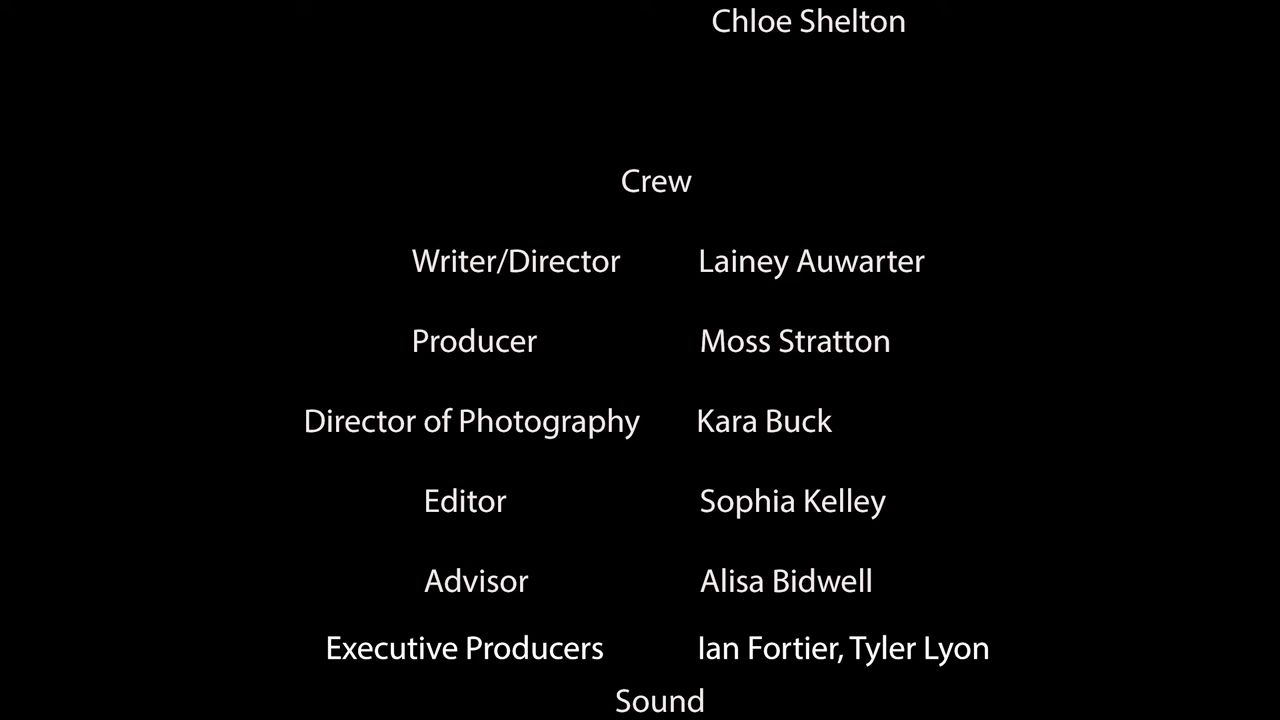 Chloe Shelton
Crew
Writer/Director Lainey Auwarter
Producer Moss Stratton
Director of Photography Kara Buck
Editor Sophia Kelley
Advisor Alisa Bidwell
Executive Producers Ian Fortier, Tyler Lyon
Sound